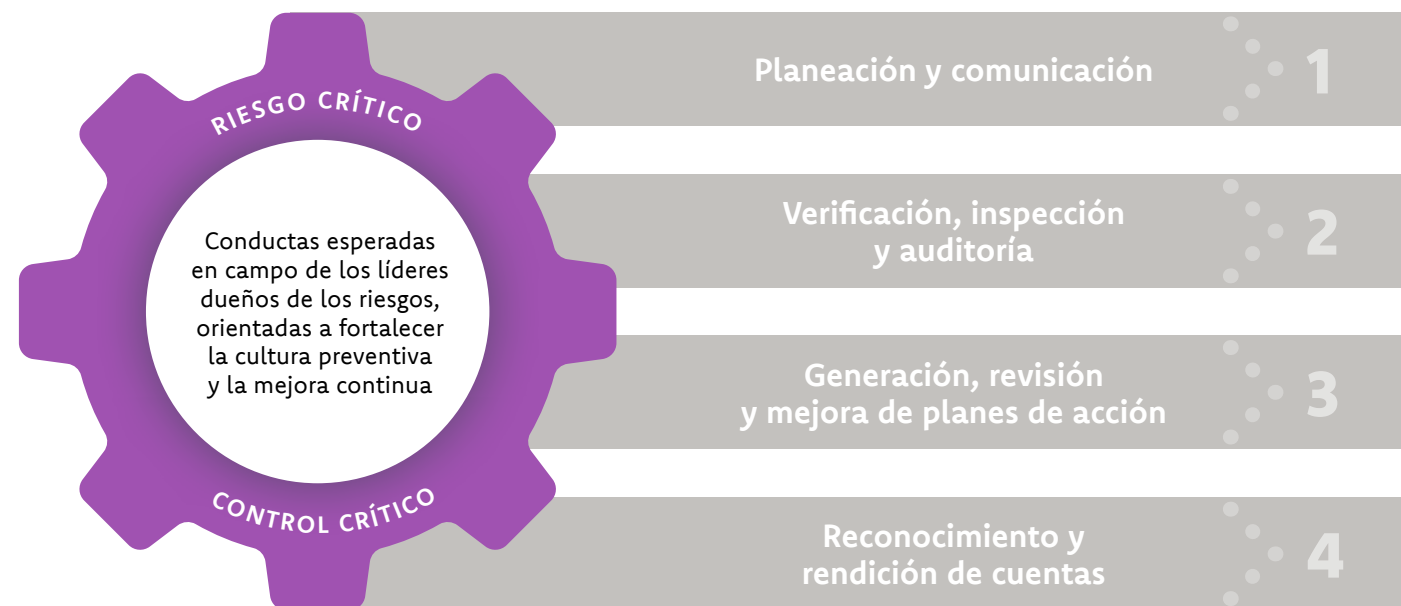 RIESGO CRÍTICO
Conductas esperadas
en campo de los líderes
dueños de los riesgos,
orientadas a fortalecer
la cultura preventiva
y la mejora continua
CONTROL CRÍTICO
Planeación y comunicación
1
Verificación, inspección
y auditoría
2
Generación, revisión
y mejora de planes de acción
3
Reconocimiento y
rendición de cuentas
4